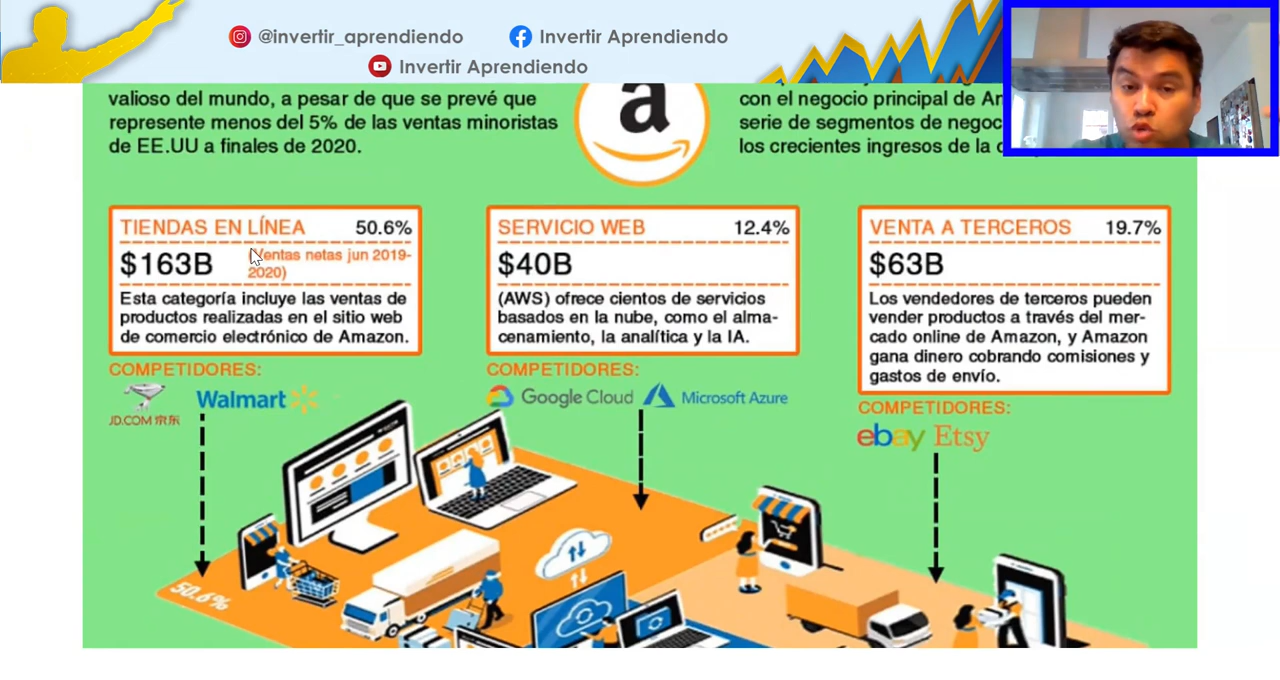 @invertir_aprendiendo
Invertir Aprendiendo
Invertir Aprendiendo
valioso del mundo, a pesar de que se prevé que
represente menos del 5% de las ventas minoristas
de EE.UU a finales de 2020.
a
con el negocio principal de
serie de segmentos de
los crecientes ingresos de la
TIENDAS EN LÍNEA 50.6%
$163B
(Ventas netas jun 2019-
2020)
Esta categoría incluye las ventas de
productos realizadas en el sitio web
de comercio electrónico de Amazon.
COMPETIDORES:
JD.COM 京东
Walmart
SERVICIO WEB 12.4%
$40B
(AWS) ofrece cientos de servicios
basados en la nube, como el alma-
cenamiento, la analítica y la IA.
COMPETIDORES:
Google Cloud
Microsoft Azure
VENTA A TERCEROS 19.7%
$63B
Los vendedores de terceros pueden
vender productos a través del mer-
cado online de Amazon, y Amazon
gana dinero cobrando comisiones y
gastos de envío.
COMPETIDORES:
ebay Etsy
50.6%